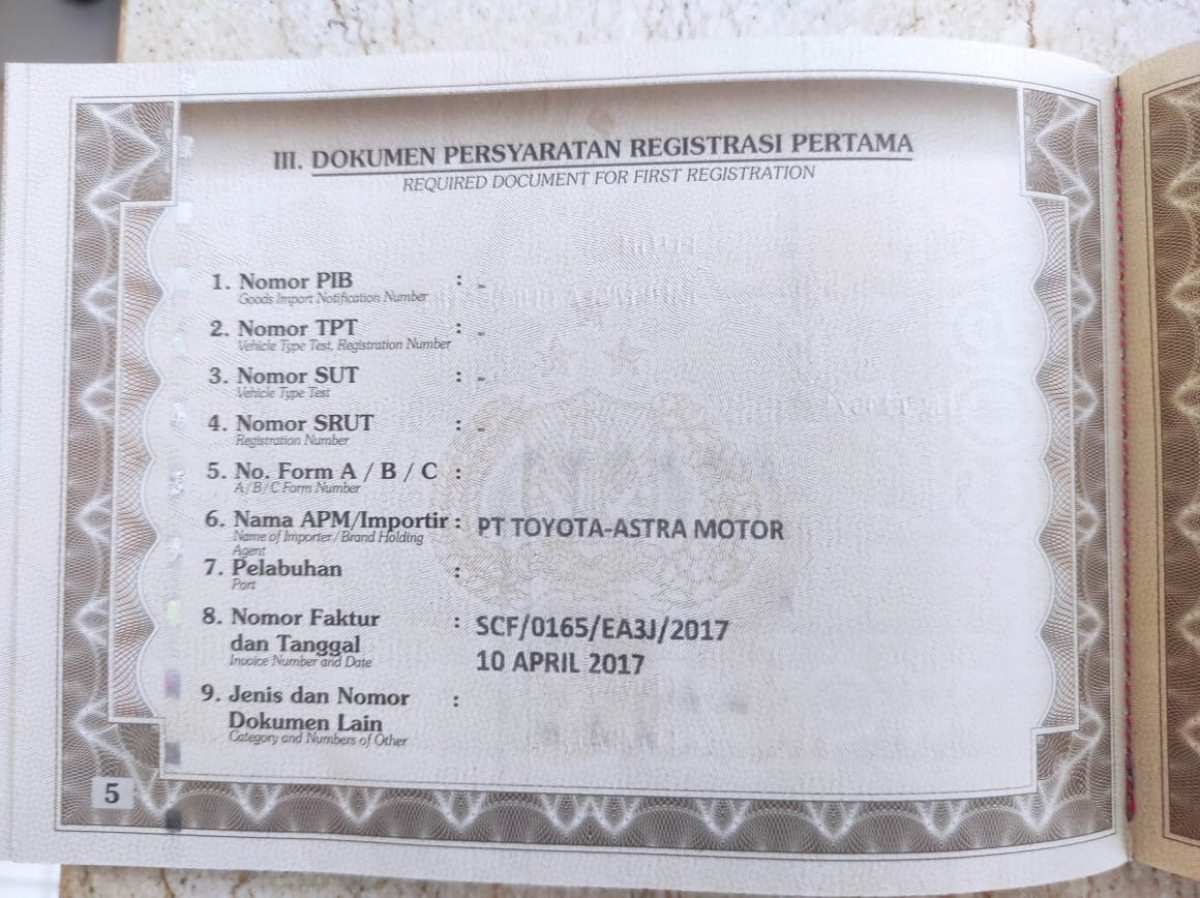 III. DOKUMEN PERSYARATAN REGISTRASI PERTAMA
REQUIRED DOCUMENT FOR FIRST REGISTRATION
1. Nomor PIB : -
Goods Import Notification Number
2. Nomor TPT : -
Vehicle Type Test, Registration Number
3. Nomor SUT : -
Vehicle Type Test
4. Nomor SRUT : -
Registration Number
5. No. Form A / B / C :
A / B / C Form Number
6. Nama APM/Importir : PT TOYOTA-ASTRA MOTOR
Name of Importer / Brand Holding
Agent
7. Pelabuhan :
Port
8. Nomor Faktur : SCF/0165/EA3J/2017
dan Tanggal 10 APRIL 2017
Invoice Number and Date
9. Jenis dan Nomor :
Dokumen Lain
Category and Numbers of Other
5